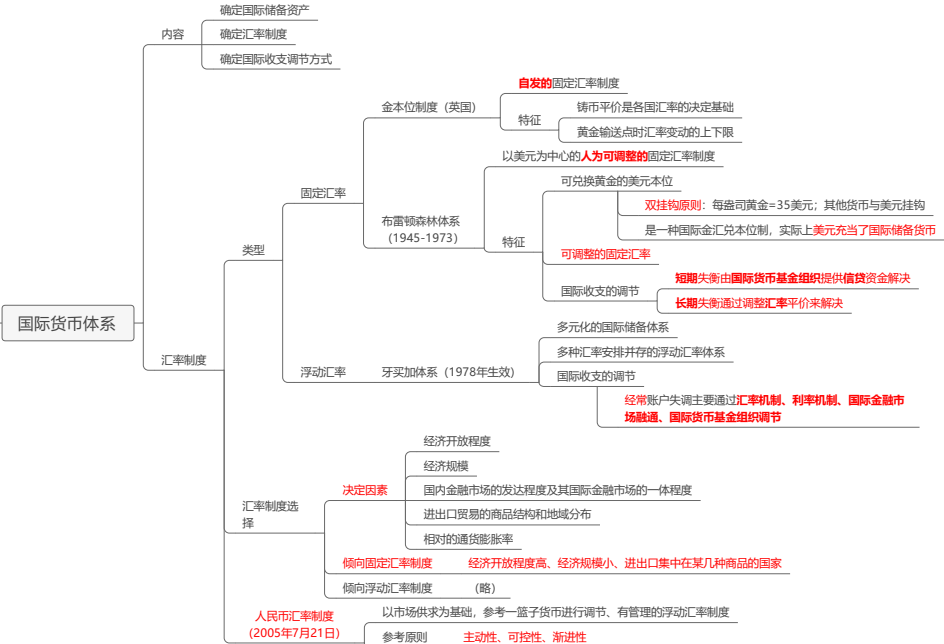 国际货币体系
内容
确定国际储备资产
确定汇率制度
确定国际收支调节方式
汇率制度
类型
固定汇率
金本位制度（英国）
自发的固定汇率制度
特征
铸币平价是各国汇率的决定基础
黄金输送点时汇率变动的上下限
布雷顿森林体系
（1945-1973）
以美元为中心的人为可调整的固定汇率制度
特征
可兑换黄金的美元本位
双挂钩原则：每盎司黄金=35美元；其他货币与美元挂钩
是一种国际金汇兑本位制，实际上美元充当了国际储备货币
可调整的固定汇率
国际收支的调节
短期失衡由国际货币基金组织提供信贷资金解决
长期失衡通过调整汇率平价来解决
浮动汇率
牙买加体系（1978年生效）
多元化的国际储备体系
多种汇率安排并存的浮动汇率体系
国际收支的调节
经常账户失调主要通过汇率机制、利率机制、国际金融市
场融通、国际货币基金组织调节
汇率制度选
择
决定因素
经济开放程度
经济规模
国内金融市场的发达程度及其国际金融市场的一体程度
进出口贸易的商品结构和地域分布
相对的通货膨胀率
倾向固定汇率制度
经济开放程度高、经济规模小、进出口集中在某几种商品的国家
倾向浮动汇率制度
（略）
人民币汇率制度
（2005年7月21日）
以市场供求为基础，参考一篮子货币进行调节、有管理的浮动汇率制度
参考原则
主动性、可控性、渐进性